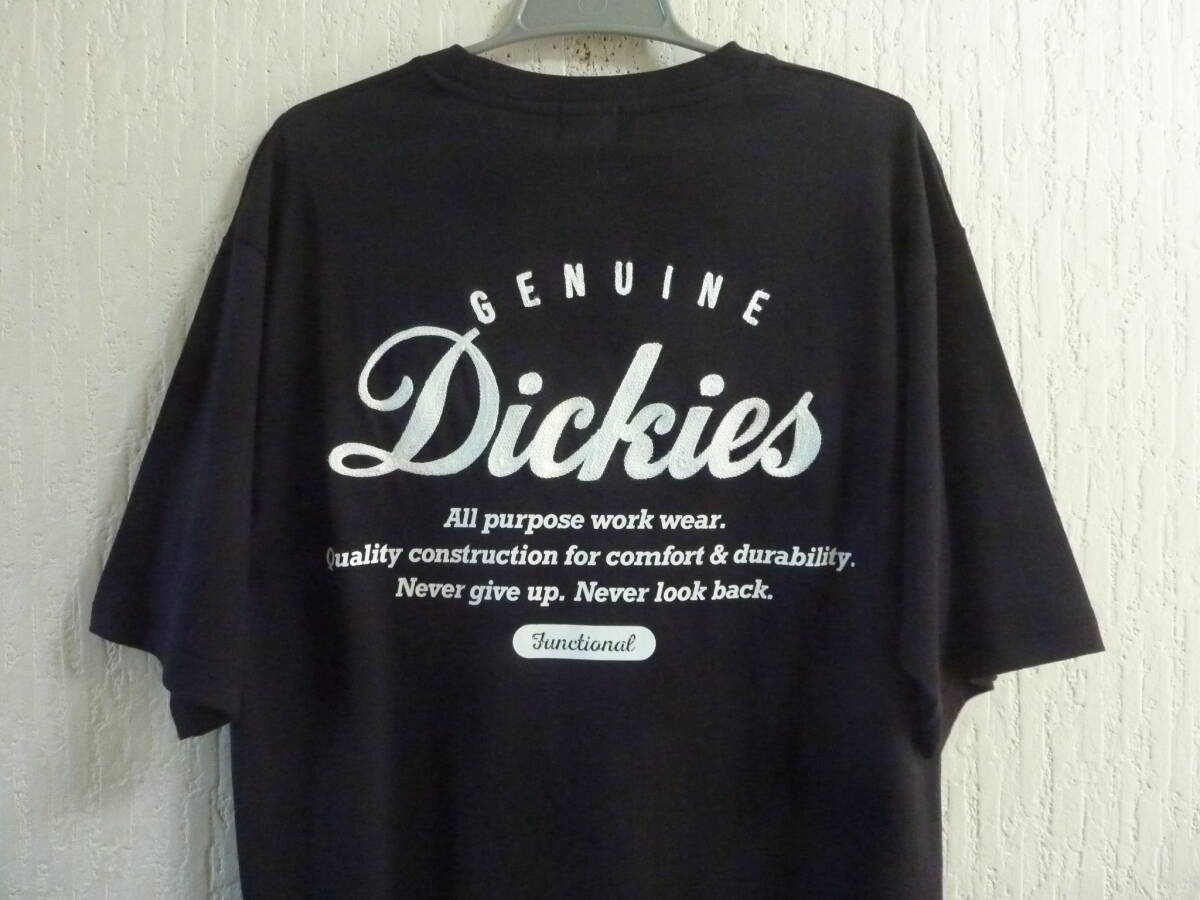 GENUINE
Dickies
All purpose work wear.
Quality construction for comfort & durability.
Never give up. Never look back.
Functional